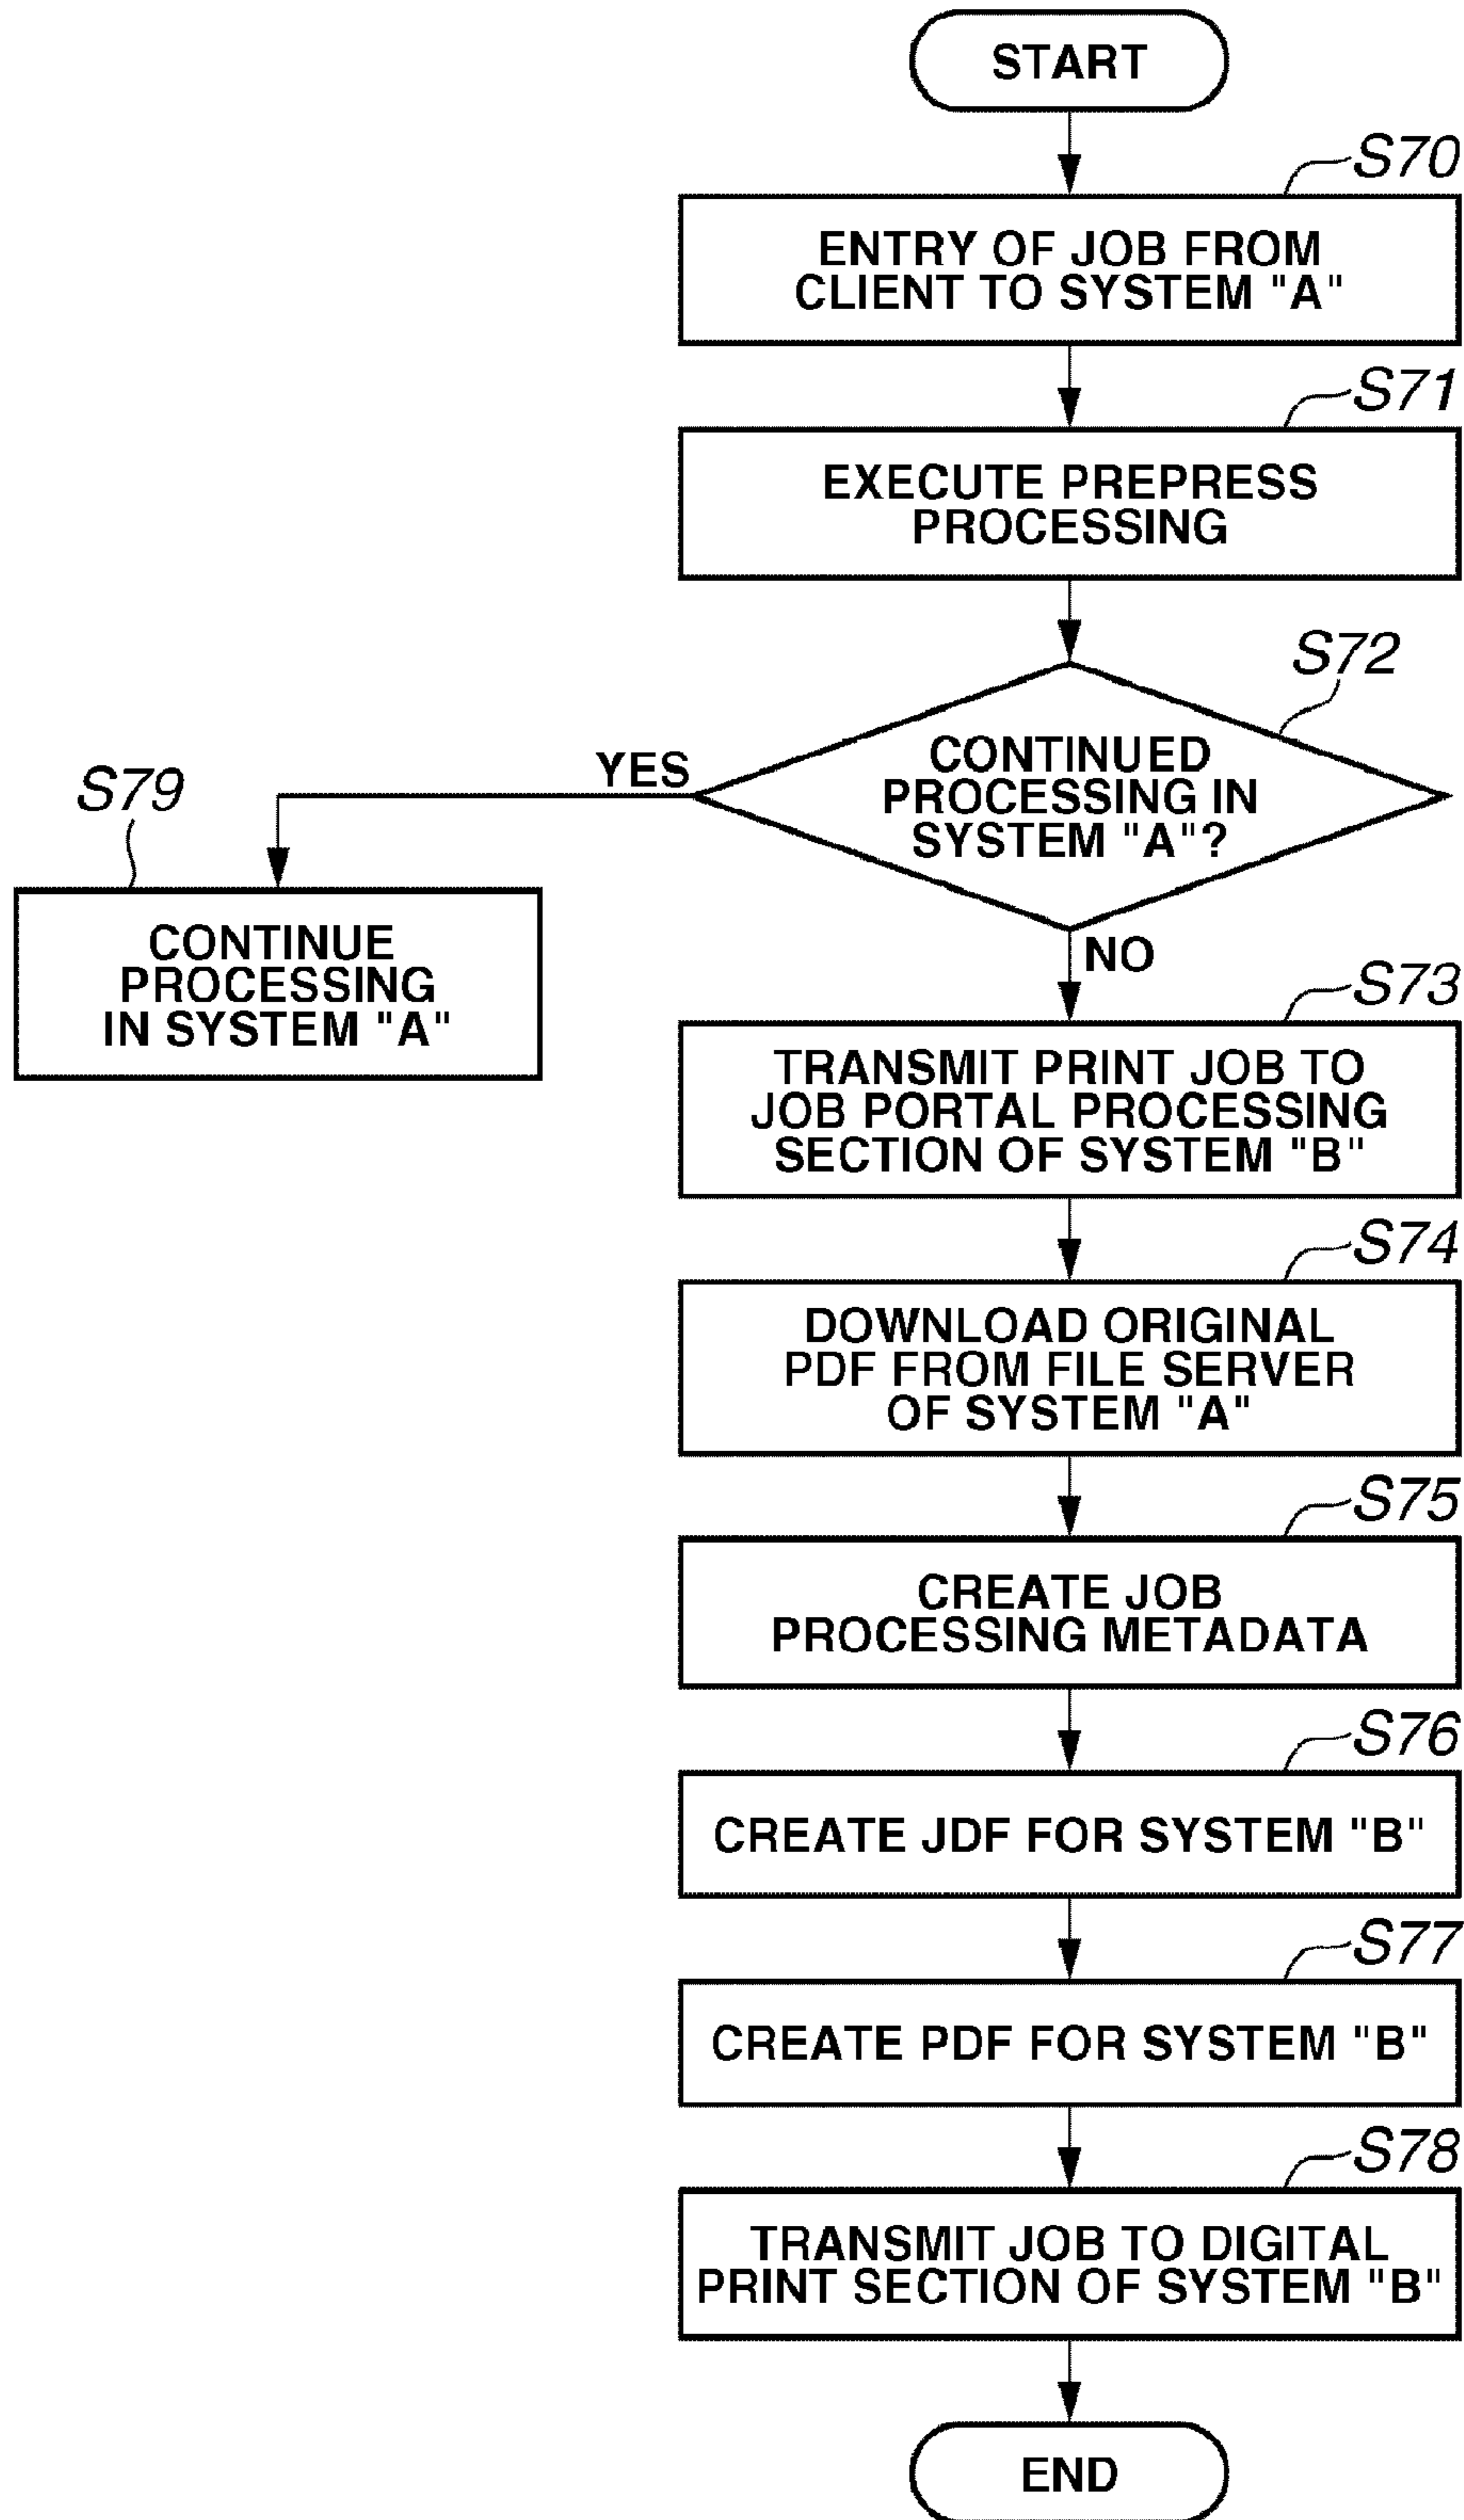 START
S70
ENTRY OF JOB FROM
CLIENT TO SYSTEM "A"
S71
EXECUTE PREPRESS
PROCESSING
S72
CONTINUED
PROCESSING IN
SYSTEM "A"?
YES
S79
CONTINUE
PROCESSING
IN SYSTEM "A"
NO
S73
TRANSMIT PRINT JOB TO
JOB PORTAL PROCESSING
SECTION OF SYSTEM "B"
S74
DOWNLOAD ORIGINAL
PDF FROM FILE SERVER
OF SYSTEM "A"
S75
CREATE JOB
PROCESSING METADATA
S76
CREATE JDF FOR SYSTEM "B"
S77
CREATE PDF FOR SYSTEM "B"
S78
TRANSMIT JOB TO DIGITAL
PRINT SECTION OF SYSTEM "B"
END